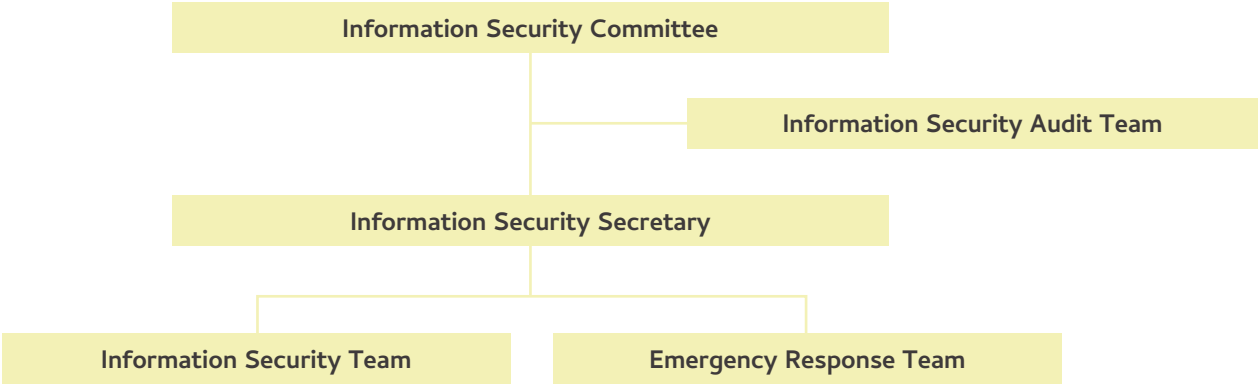 Information Security Committee
Information Security Audit Team
Information Security Secretary
Information Security Team
Emergency Response Team